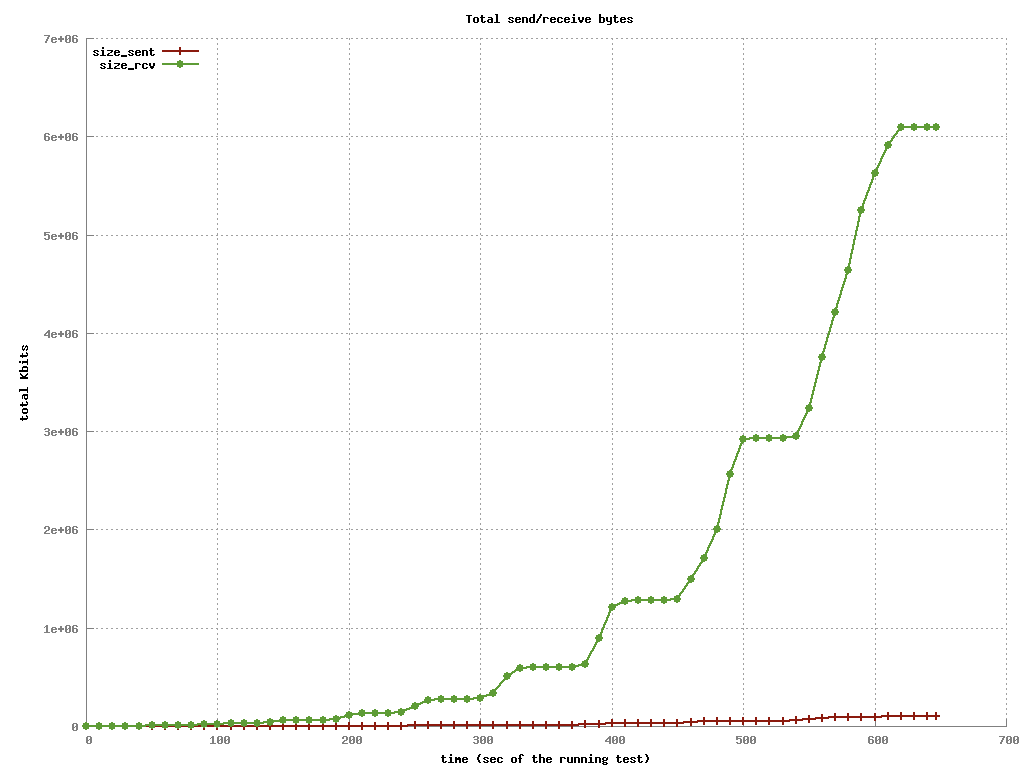 Total send/receive bytes
7e+06
size_sent
size_rcv
6e+06
5e+06
4e+06
total Kbits
3e+06
2e+06
1e+06
0
0 100 200 300 400 500 600 700
time (sec of the running test)